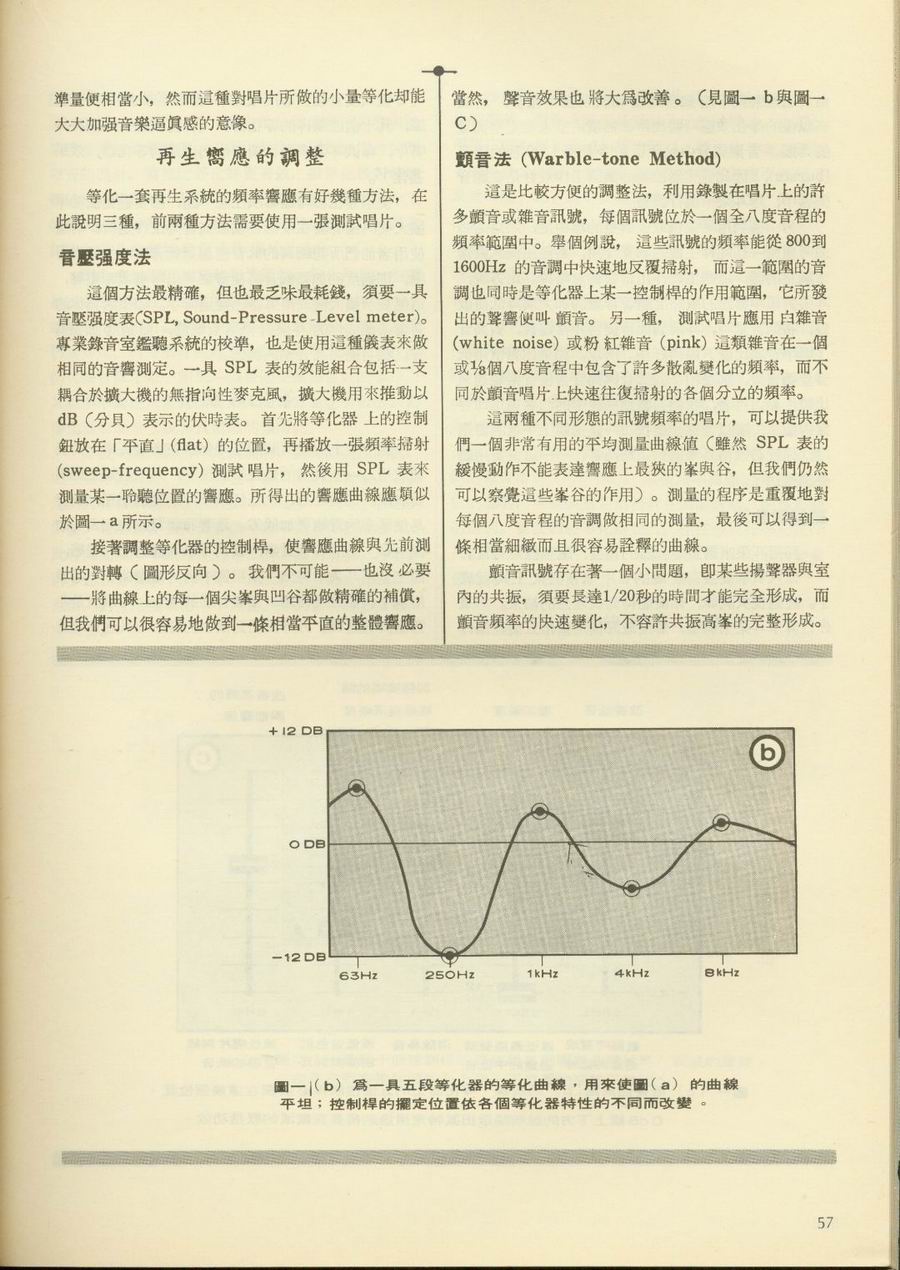 準量便相當小，然而這種對唱片所做的小量等化却能
大大加强音樂逼眞感的意像。
再生嚮應的調整
等化一套再生系統的頻率響應有好幾種方法，在
此說明三種，前兩種方法需要使用一張測試唱片。
音壓强度法
這個方法最精確，但也最乏味最耗錢，須要一具
音壓强度表(SPL, Sound-Pressure Level meter)。
專業錄音室鑑聽系統的校準，也是使用這種儀表來做
相同的音響測定。一具 SPL 表的效能組合包括一支
耦合於擴大機的無指向性麥克風，擴大機用來推動以
dB（分貝）表示的伏時表。首先將等化器上的控制
鈕放在「平直」(flat) 的位置，再播放一張頻率掃射
(sweep-frequency) 測試唱片，然後用 SPL 表來
測量某一聆聽位置的響應。所得出的響應曲線應類似
於圖一 a 所示。
接著調整等化器的控制桿，使響應曲線與先前測
出的對轉（圖形反向）。我們不可能──也沒必要
──將曲線上的每一個尖峯與凹谷都做精確的補償，
但我們可以很容易地做到一條相當平直的整體響應。
當然，聲音效果也將大爲改善。（見圖一 b 與圖一
C）
顫音法 (Warble-tone Method)
這是比較方便的調整法，利用錄製在唱片上的許
多顫音或雜音訊號，每個訊號位於一個全八度音程的
頻率範圍中。舉個例說，這些訊號的頻率能從 800到
1600Hz 的音調中快速地反覆掃射，而這一範圍的音
調也同時是等化器上某一控制桿的作用範圍，它所發
出的聲響便叫顫音。另一種，測試唱片應用白雜音
(white noise) 或粉紅雜音 (pink) 這類雜音在一個
或⅛個八度音程中包含了許多散亂變化的頻率，而不
同於顫音唱片上快速往復掃射的各個分立的頻率。
這兩種不同形態的訊號頻率的唱片，可以提供我
們一個非常有用的平均測量曲線值（雖然 SPL 表的
緩慢動作不能表達響應上最狹的峯與谷，但我們仍然
可以察覺這些峯谷的作用）。測量的程序是重覆地對
每個八度音程的音調做相同的測量，最後可以得到一
條相當細緻而且很容易詮釋的曲線。
顫音訊號存在著一個小問題，卽某些揚聲器與室
內的共振，須要長達1/20秒的時間才能完全形成，而
顫音頻率的快速變化，不容許共振高峯的完整形成。
+12 DB
b
0 DB
-12 DB
63Hz 250Hz 1kHz 4kHz 8kHz
圖一（b）爲一具五段等化器的等化曲線，用來使圖（a）的曲線
平坦；控制桿的擺定位置依各個等化器特性的不同而改變。
57